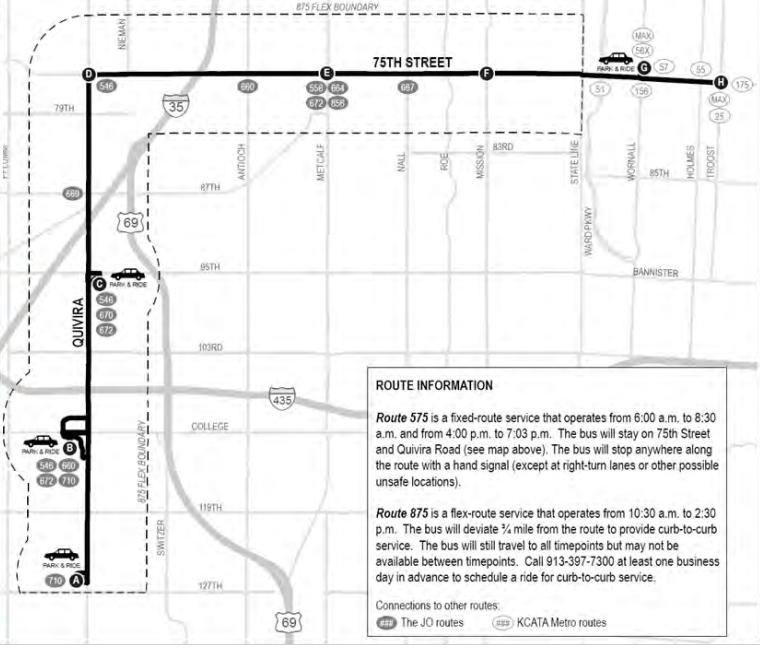 875 FLEX BOUNDARY
NIEMAN
MAX
56X
PARK & RIDE
G
57
D
75TH STREET
E
F
55
H
175
546
660
556
664
667
51
156
672
856
MAX
79TH
35
25
ANTIOCH
METCALF
NALL
ROE
MISSION
83RD
STATE LINE
WORNALL
HOLMES
TROOST
85TH
669
87TH
69
WARD PKWY
95TH
BANNISTER
C
PARK & RIDE
546
670
672
QUIVIRA
103RD
435
COLLEGE
PARK & RIDE
B
546
660
672
710
875 FLEX BOUNDARY
119TH
SWITZER
PARK & RIDE
710
A
127TH
69
ROUTE INFORMATION
Route 575 is a fixed-route service that operates from 6:00 a.m. to 8:30
a.m. and from 4:00 p.m. to 7:03 p.m. The bus will stay on 75th Street
and Quivira Road (see map above). The bus will stop anywhere along
the route with a hand signal (except at right-turn lanes or other possible
unsafe locations).
Route 875 is a flex-route service that operates from 10:30 a.m. to 2:30
p.m. The bus will deviate ¾ mile from the route to provide curb-to-curb
service. The bus will still travel to all timepoints but may not be
available between timepoints. Call 913-397-7300 at least one business
day in advance to schedule a ride for curb-to-curb service.
Connections to other routes:
### The JO routes
### KCATA Metro routes